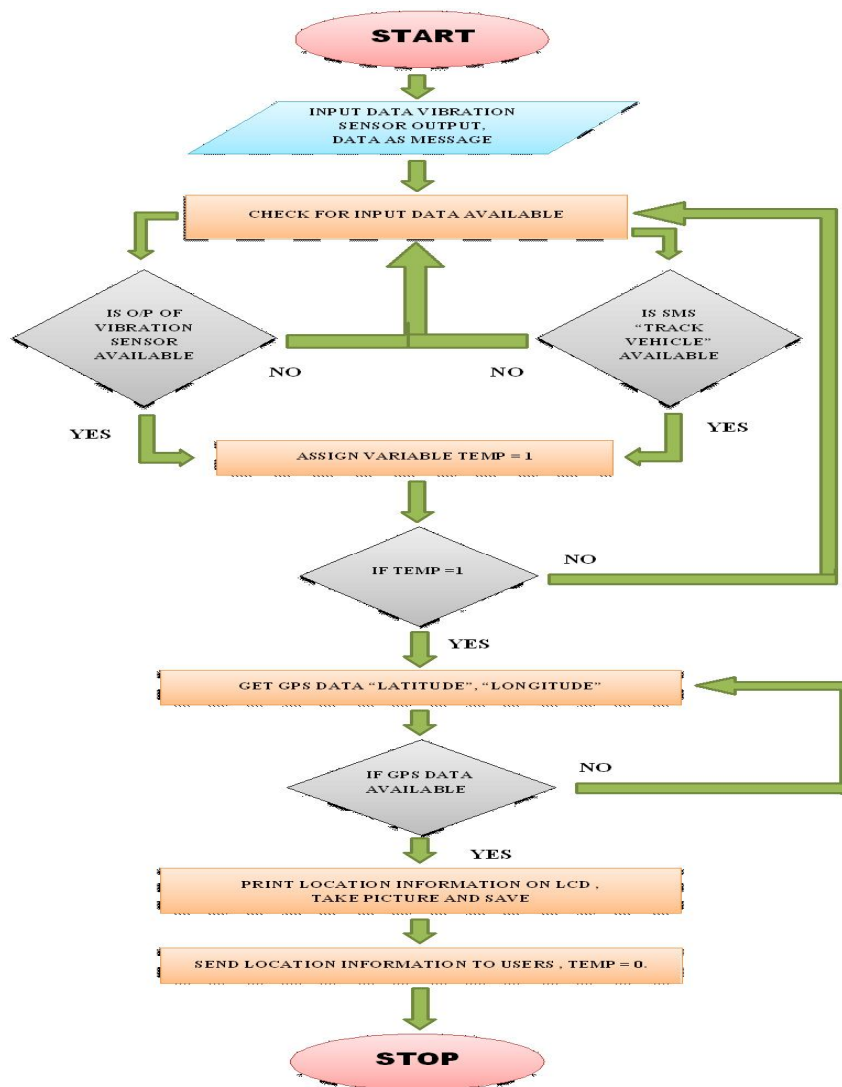 START
INPUT DATA VIBRATION
SENSOR OUTPUT,
DATA AS MESSAGE
CHECK FOR INPUT DATA AVAILABLE
IS O/P OF
VIBRATION
SENSOR
AVAILABLE
IS SMS
“TRACK
VEHICLE”
AVAILABLE
NO
NO
YES
YES
ASSIGN VARIABLE TEMP = 1
IF TEMP =1
NO
YES
GET GPS DATA “LATITUDE”, “LONGITUDE”
IF GPS DATA
AVAILABLE
NO
YES
PRINT LOCATION INFORMATION ON LCD ,
TAKE PICTURE AND SAVE
SEND LOCATION INFORMATION TO USERS , TEMP = 0.
STOP